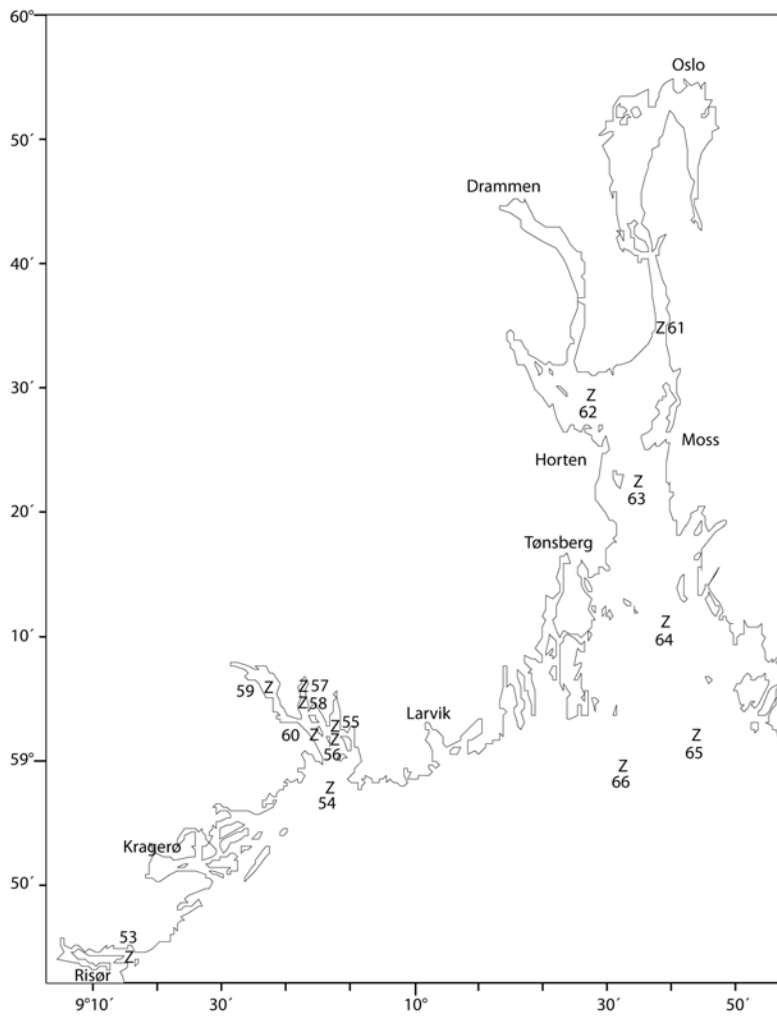 60°
Oslo
50´
Drammen
40´
Z 61
30´
Z
62
Moss
Horten
Z
63
20´
Tønsberg
10´
Z
64
59 Z
Z 57
Z 58
Z 55
Larvik
60 Z
Z
56
Z
65
59°
Z
66
Z
54
Kragerø
50´
53
Z
Risør
9°10´
30´
10°
30´
50´